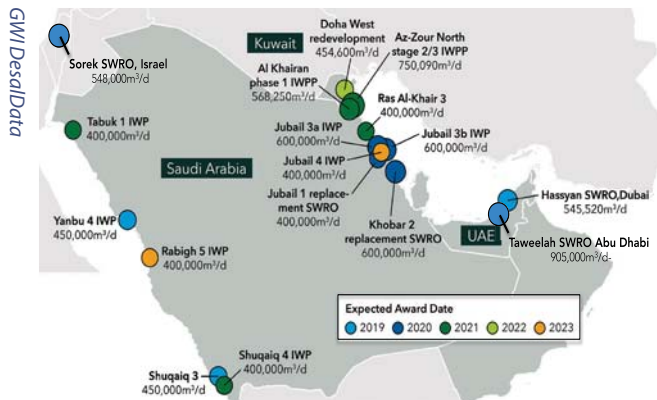 GWI DesalData
Doha West
redevelopment
454,600m³/d
Kuwait
Az-Zour North
stage 2/3 IWPP
750,090m³/d
Sorek SWRO, Israel
548,000m³/d
Al Khairan
phase 1 IWPP
568,250m³/d
Ras Al-Khair 3
400,000m³/d
Tabuk 1 IWP
400,000m³/d
Jubail 3a IWP
600,000m³/d
Jubail 3b IWP
600,000m³/d
Saudi Arabia
Jubail 4 IWP
400,000m³/d
Jubail 1 replace-
ment SWRO
400,000m³/d
Hassyan SWRO,Dubai
545,520m³/d
Yanbu 4 IWP
450,000m³/d
Khobar 2
replacement SWRO
600,000m³/d
UAE
Taweelah SWRO Abu Dhabi
905,000m³/d-
Rabigh 5 IWP
400,000m³/d
Expected Award Date
2019 2020 2021 2022 2023
Shuqaiq 3
450,000m³/d
Shuqaiq 4 IWP
400,000m³/d